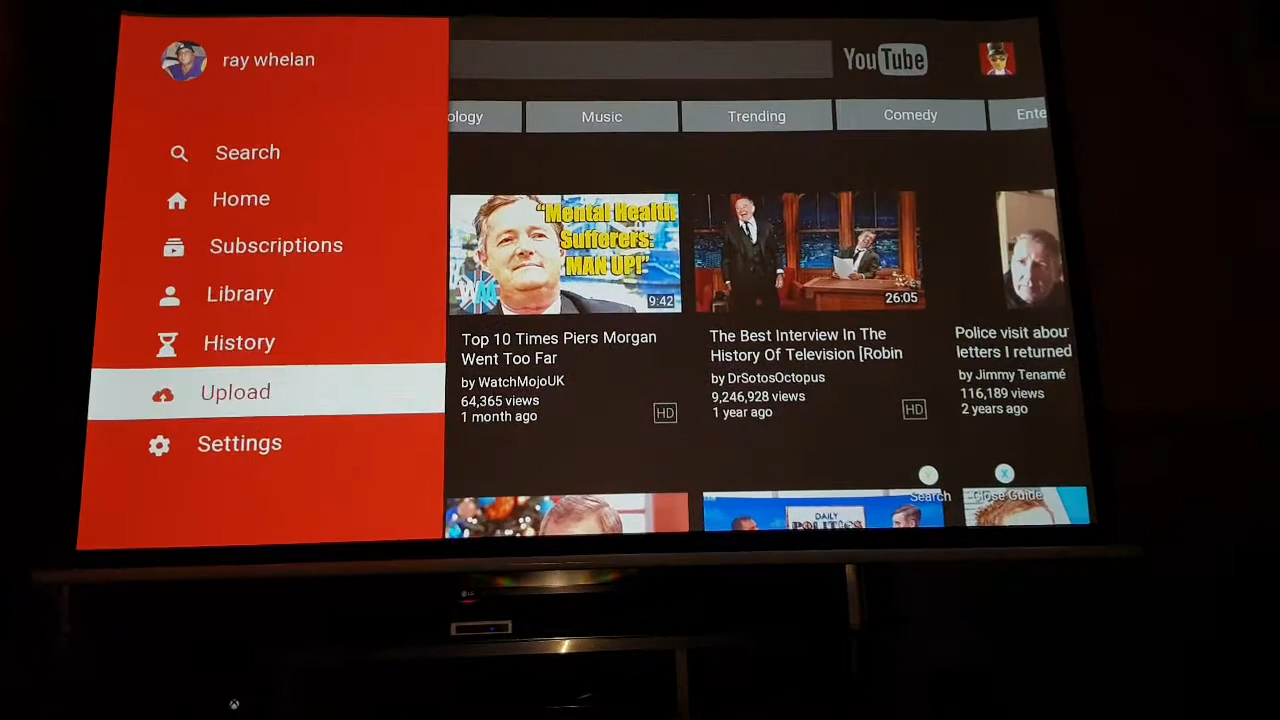 ray whelan
Search
Home
Subscriptions
Library
History
Upload
Settings
YouTube
ology
Music
Trending
Comedy
Ente
"Mental Health
Sufferers:
MAN UP!"
WM
9:42
Top 10 Times Piers Morgan
Went Too Far
by WatchMojoUK
64,365 views
1 month ago
HD
26:05
The Best Interview In The
History Of Television [Robin
by DrSotosOctopus
9,246,928 views
1 year ago
HD
Police visit abou
letters I returned
by Jimmy Tenamé
116,189 views
2 years ago
Y
Search
X
Close Guide
DAILY
POLITICS
LG